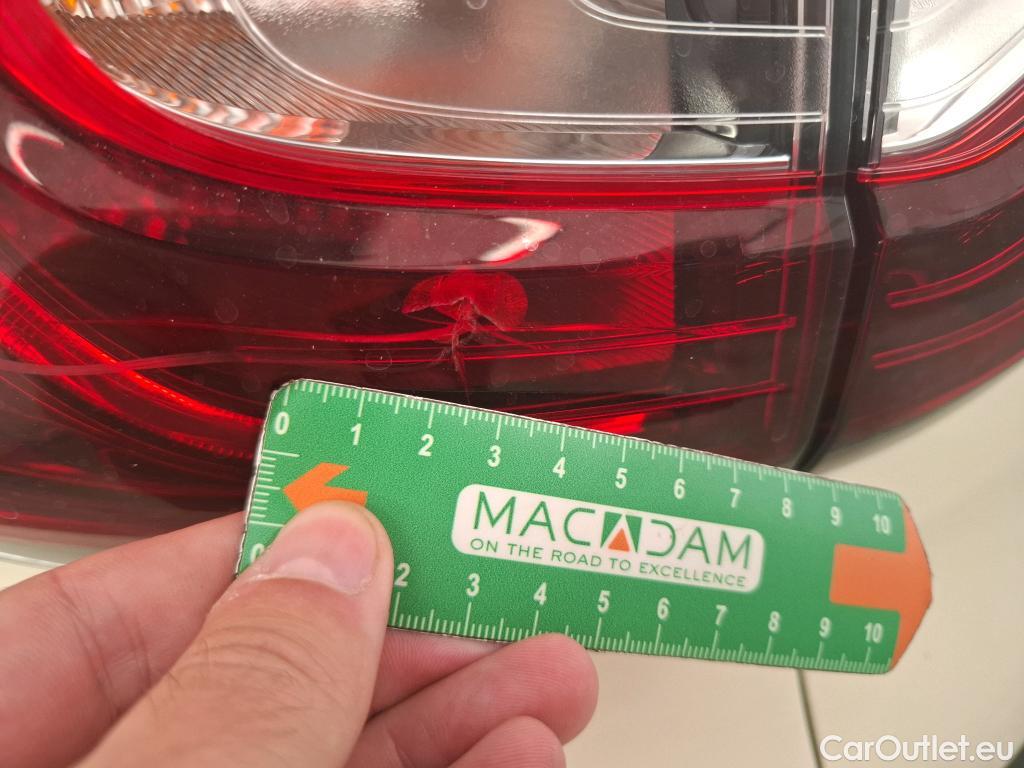 0 1 2 3 4 5 6 7 8 9 10
MACADAM
ON THE ROAD TO EXCELLENCE
0 2 3 4 5 6 7 8 9 10
CarOutlet.eu